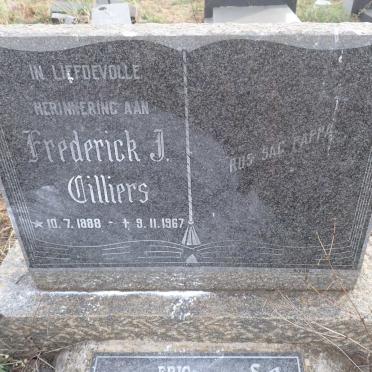 IN LIEFDEVOLLE
HERINNERING AAN
Frederick J.
Cilliers
* 10.7.1888 - † 9.11.1967
RUS SAG PAPPA